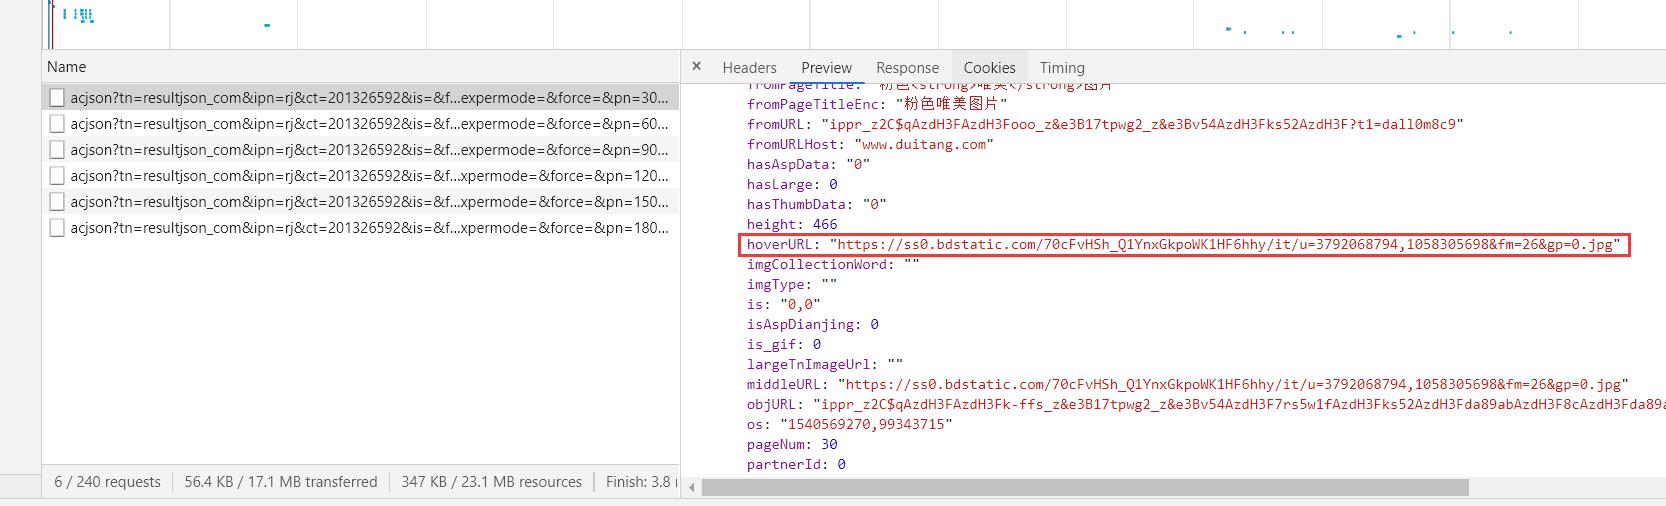 Name
acjson?tn=resultjson_com&ipn=rj&ct=201326592&is=&f...expermode=&force=&pn=30...
acjson?tn=resultjson_com&ipn=rj&ct=201326592&is=&f...expermode=&force=&pn=60...
acjson?tn=resultjson_com&ipn=rj&ct=201326592&is=&f...expermode=&force=&pn=90...
acjson?tn=resultjson_com&ipn=rj&ct=201326592&is=&f...xpermode=&force=&pn=120...
acjson?tn=resultjson_com&ipn=rj&ct=201326592&is=&f...xpermode=&force=&pn=150...
acjson?tn=resultjson_com&ipn=rj&ct=201326592&is=&f...xpermode=&force=&pn=180...
6 / 240 requests 56.4 KB / 17.1 MB transferred 347 KB / 23.1 MB resources Finish: 3.8
× Headers Preview Response Cookies Timing
fromPageTitle: "粉色<strong>唯美</strong>图片"
fromPageTitleEnc: "粉色唯美图片"
fromURL: "ippr_z2C$qAzdH3FAzdH3Fooo_z&e3B17tpwg2_z&e3Bv54AzdH3Fks52AzdH3F?t1=dall0m8c9"
fromURLHost: "www.duitang.com"
hasAspData: "0"
hasLarge: 0
hasThumbData: "0"
height: 466
hoverURL: "https://ss0.bdstatic.com/70cFvHSh_Q1YnxGkpoWK1HF6hhy/it/u=3792068794,1058305698&fm=26&gp=0.jpg"
imgCollectionWord: ""
imgType: ""
is: "0,0"
isAspDianjing: 0
is_gif: 0
largeTnImageUrl: ""
middleURL: "https://ss0.bdstatic.com/70cFvHSh_Q1YnxGkpoWK1HF6hhy/it/u=3792068794,1058305698&fm=26&gp=0.jpg"
objURL: "ippr_z2C$qAzdH3FAzdH3Fk-ffs_z&e3B17tpwg2_z&e3Bv54AzdH3F7rs5w1fAzdH3Fks52AzdH3Fda89abAzdH3F8cAzdH3Fda89a
os: "1540569270,99343715"
pageNum: 30
partnerId: 0